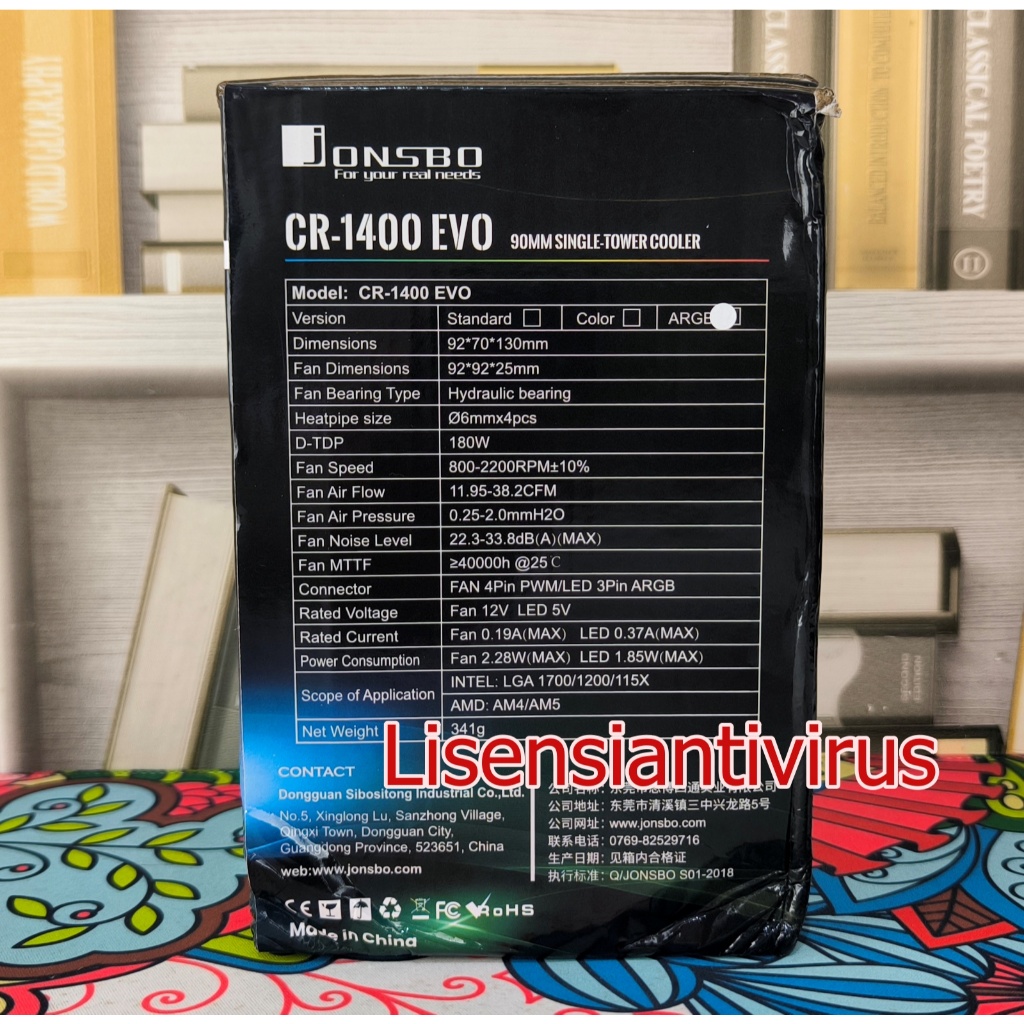 WORLD GEOGRAPHY
CLASSICAL POETRY
11
JONSBO
For your real needs
CR-1400 EVO 90MM SINGLE-TOWER COOLER
Model: CR-1400 EVO
Version Standard Color ARGB
Dimensions 92*70*130mm
Fan Dimensions 92*92*25mm
Fan Bearing Type Hydraulic bearing
Heatpipe size Ø6mmx4pcs
D-TDP 180W
Fan Speed 800-2200RPM±10%
Fan Air Flow 11.95-38.2CFM
Fan Air Pressure 0.25-2.0mmH2O
Fan Noise Level 22.3-33.8dB(A)(MAX)
Fan MTTF ≥40000h @25℃
Connector FAN 4Pin PWM/LED 3Pin ARGB
Rated Voltage Fan 12V LED 5V
Rated Current Fan 0.19A(MAX) LED 0.37A(MAX)
Power Consumption Fan 2.28W(MAX) LED 1.85W(MAX)
Scope of Application INTEL: LGA 1700/1200/115X
AMD: AM4/AM5
Net Weight 341g
Lisensiantivirus
CONTACT
Dongguan Sibositong Industrial Co.,Ltd.
No.5, Xinglong Lu, Sanzhong Village,
Qingxi Town, Dongguan City,
Guangdong Province, 523651, China
web:www.jonsbo.com
公司地址: 东莞市清溪镇三中兴龙路5号
公司网址: www.jonsbo.com
联系电话: 0769-82529716
生产日期: 见箱内合格证
执行标准: Q/JONSBO S01-2018
CE FC RoHS
Made in China